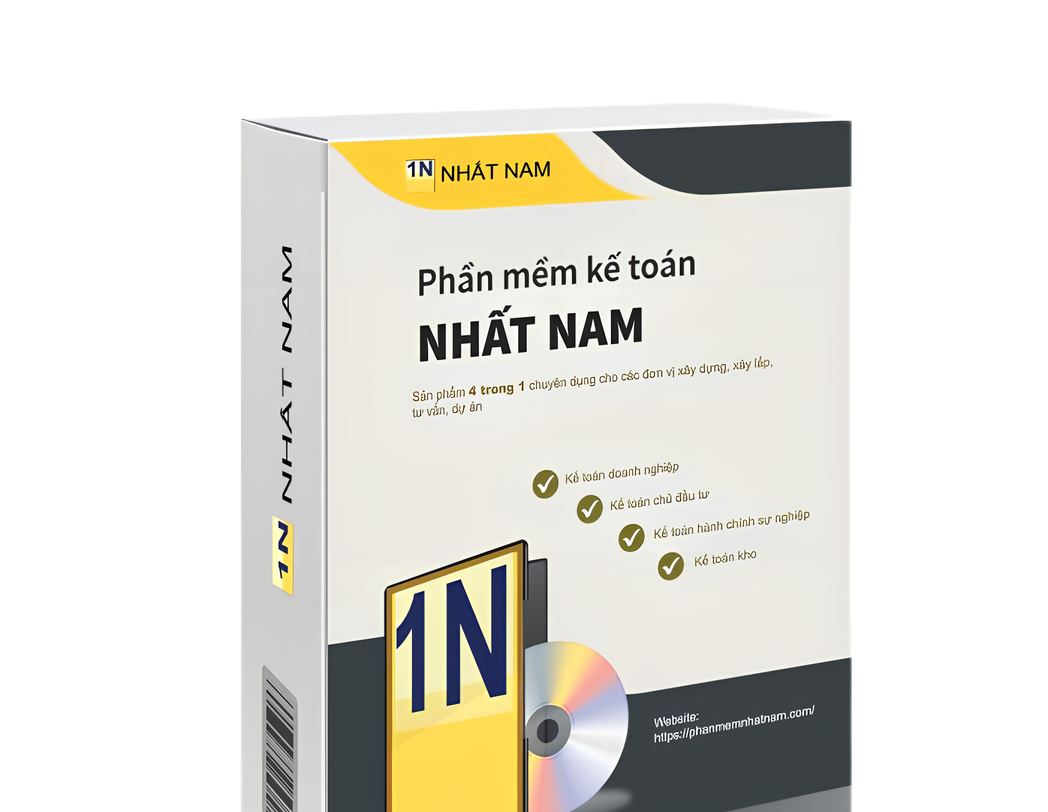 1N NHẤT NAM
Phần mềm kế toán
NHẤT NAM
Sản phẩm 4 trong 1 chuyên dụng cho các đơn vị xây dựng, xây lắp,
tư vấn, dự án
Kế toán doanh nghiệp
Kế toán chủ đầu tư
Kế toán hành chính sự nghiệp
Kế toán kho
1N
Website:
https://phanmemnhatnam.com/
1N NHẤT NAM